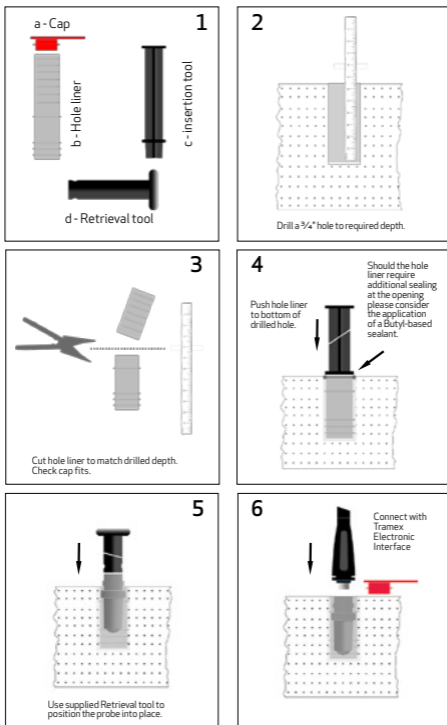 1
a - Cap
b - Hole liner
c - insertion tool
d - Retrieval tool
2
Drill a 3/4" hole to required depth.
3
Cut hole liner to match drilled depth.
Check cap fits.
4
Push hole liner
to bottom of
drilled hole.
Should the hole
liner require
additional sealing
at the opening
please consider
the application
of a Butyl-based
sealant.
5
Use supplied Retrieval tool to
position the probe into place.
6
Connect with
Tramex
Electronic
Interface